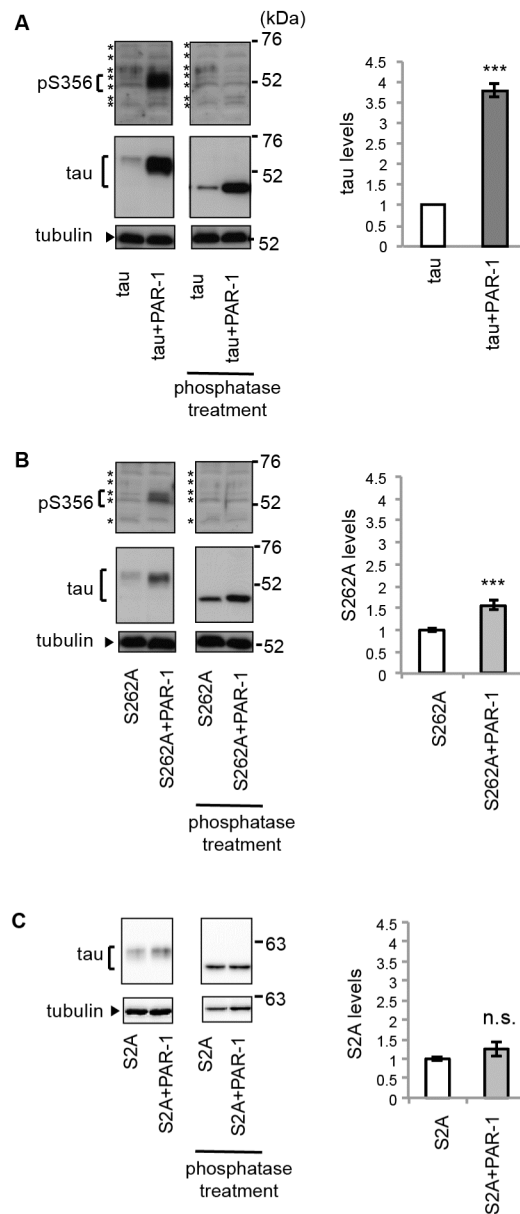 A
(kDa)
pS356
*
*
*
*
*
*
*
*
*
*
*
*
76
52
tau
76
52
tubulin
52
tau
tau+PAR-1
tau
tau+PAR-1
phosphatase
treatment
tau levels
4.5
4
3.5
3
2.5
2
1.5
1
0.5
0
***
tau
tau+PAR-1
B
pS356
*
*
*
*
*
*
*
*
*
*
76
52
tau
76
52
tubulin
52
S262A
S262A+PAR-1
S262A
S262A+PAR-1
phosphatase
treatment
S262A levels
4.5
4
3.5
3
2.5
2
1.5
1
0.5
0
***
S262A
S262A+PAR-1
C
tau
63
tubulin
63
S2A
S2A+PAR-1
S2A
S2A+PAR-1
phosphatase
treatment
S2A levels
4.5
4
3.5
3
2.5
2
1.5
1
0.5
0
n.s.
S2A
S2A+PAR-1